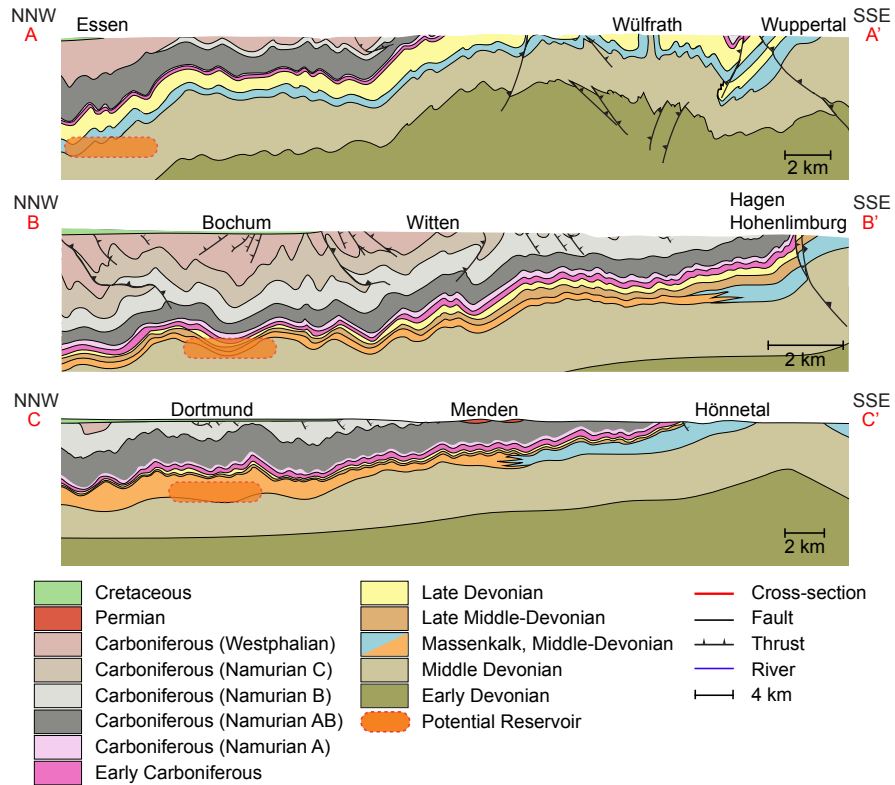 NNW
A
Essen
Wülfrath
Wuppertal
SSE
A'
2 km
NNW
B
Bochum
Witten
Hagen
Hohenlimburg
SSE
B'
2 km
NNW
C
Dortmund
Menden
Hönnetal
SSE
C'
2 km
Cretaceous
Permian
Carboniferous (Westphalian)
Carboniferous (Namurian C)
Carboniferous (Namurian B)
Carboniferous (Namurian AB)
Carboniferous (Namurian A)
Early Carboniferous
Late Devonian
Late Middle-Devonian
Massenkalk, Middle-Devonian
Middle Devonian
Early Devonian
Potential Reservoir
Cross-section
Fault
Thrust
River
4 km